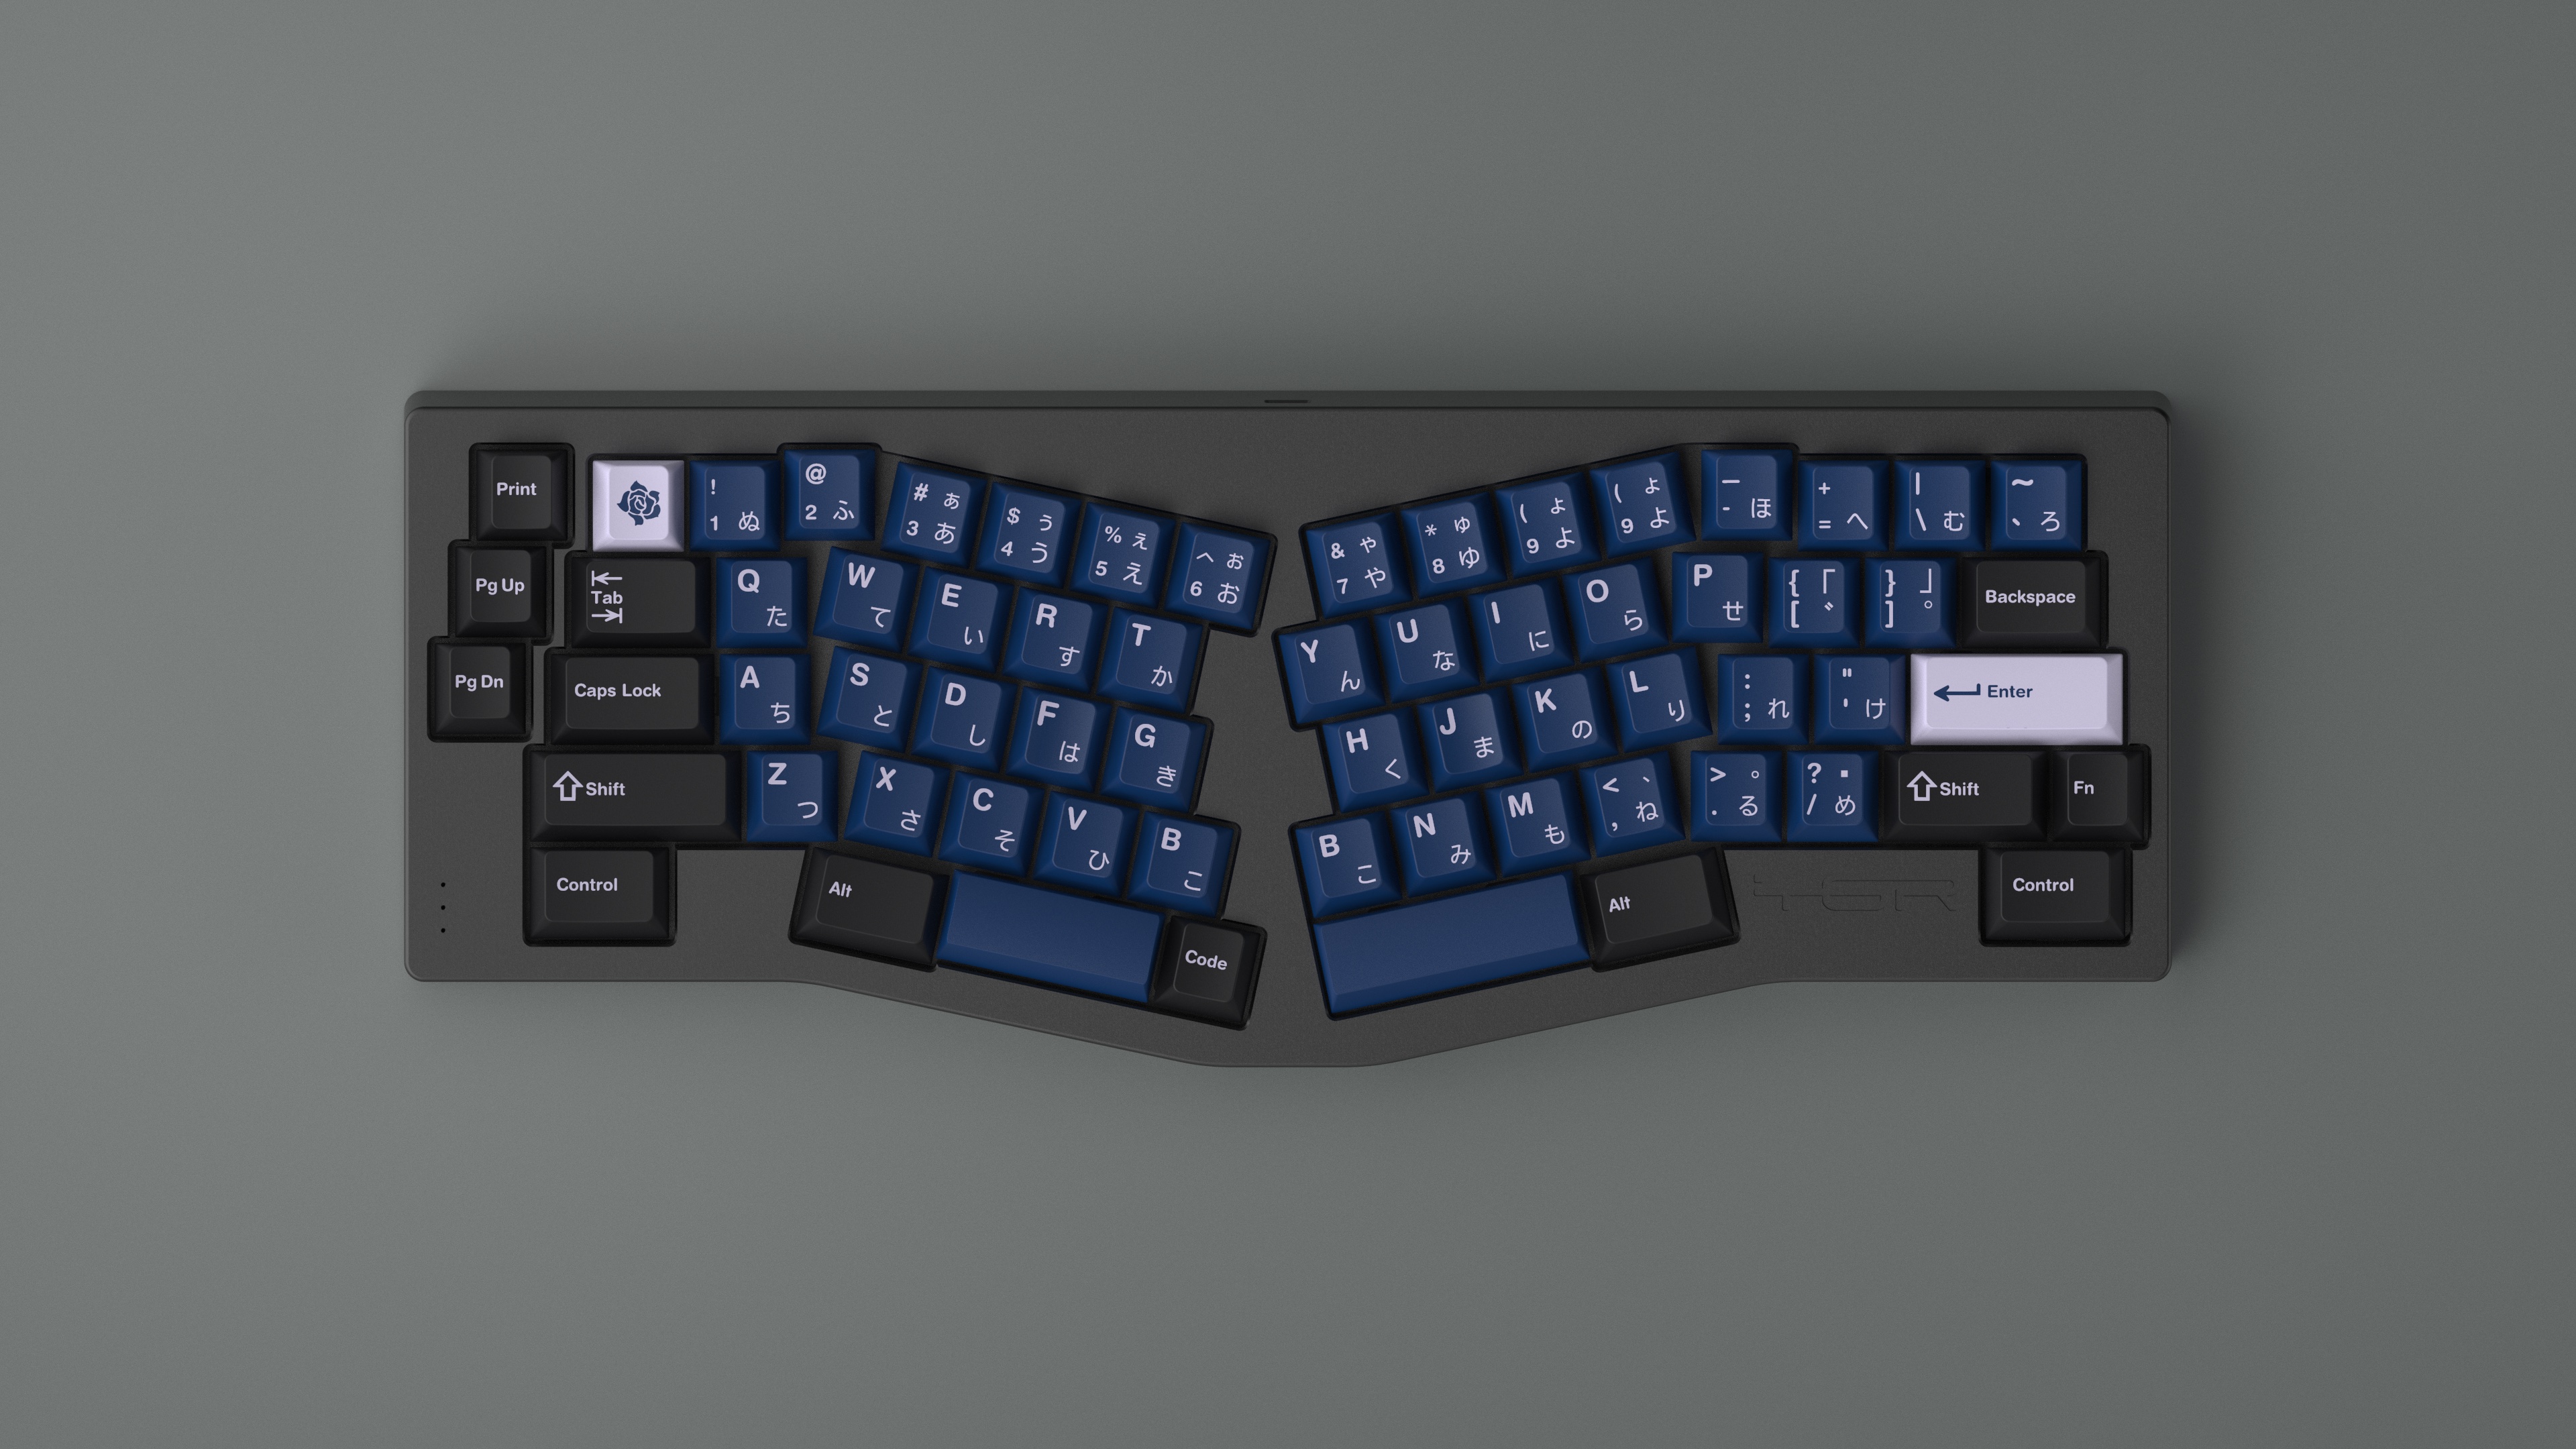 Print
! 1 ぬ
@ 2 ふ
# ぁ 3 あ
$ ぅ 4 う
% ぇ 5 え
^ ぉ 6 お
& ゃ 7 や
* ゅ 8 ゆ
( ょ 9 よ
( ょ 9 よ
— - ほ
+ = へ
| \ む
~ ` ろ
Pg Up
Tab
Q た
W て
E い
R す
T か
Y ん
U な
I に
O ら
P せ
{ 「 [ ゛
} 」 ] ゜
Backspace
Pg Dn
Caps Lock
A ち
S と
D し
F は
G き
H く
J ま
K の
L り
: ; れ
" ' け
Enter
Shift
Z つ
X さ
C そ
V ひ
B こ
B こ
N み
M も
< 、 , ね
> 。 . る
? ・ / め
Shift
Fn
Control
Alt
Code
Alt
TGR
Control